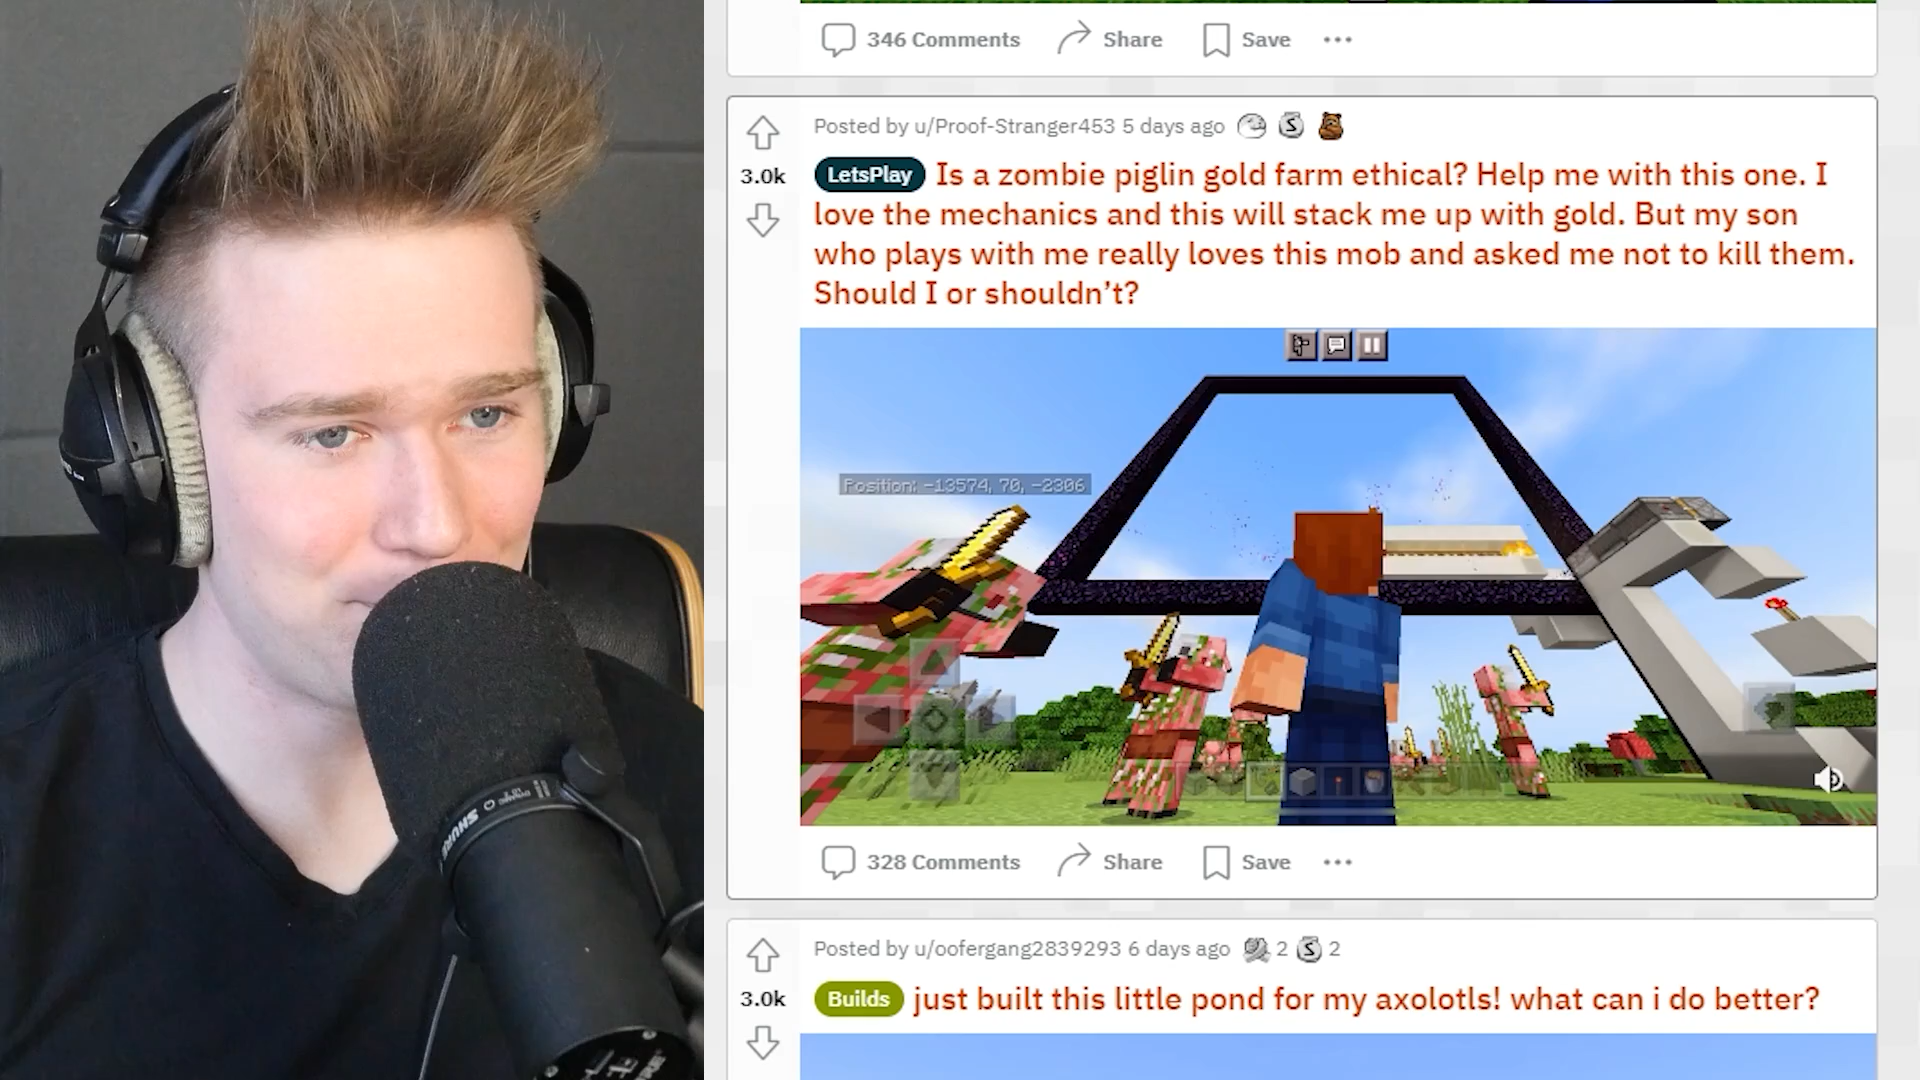 346 Comments Share Save
Posted by u/Proof-Stranger453 5 days ago
3.0k
LetsPlay Is a zombie piglin gold farm ethical? Help me with this one. I
love the mechanics and this will stack me up with gold. But my son
who plays with me really loves this mob and asked me not to kill them.
Should I or shouldn't?
Position: -13574, 70, -2306
SHURE
328 Comments Share Save
Posted by u/oofergang2839293 6 days ago 2 S 2
3.0k
Builds just built this little pond for my axolotls! what can i do better?